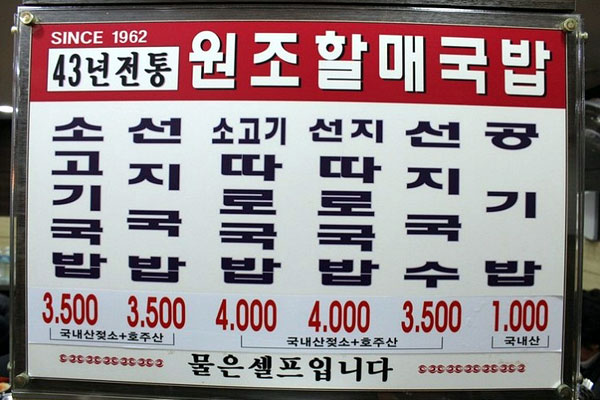 SINCE 1962
43년전통
원조할매국밥
소고기국밥
선지국밥
소고기따로국밥
선지따로국밥
선지국수
공기밥
3.500 3.500 4.000 4.000 3.500 1.000
국내산젖소+호주산 국내산젖소+호주산 국내산
물은셀프입니다